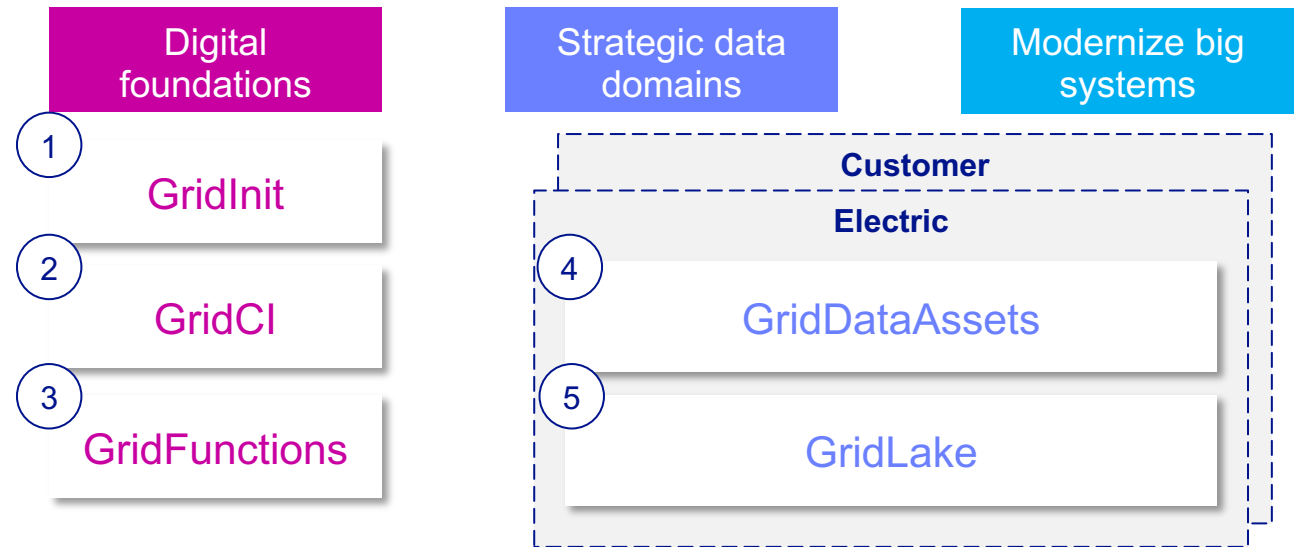 Digital
foundations
Strategic data
domains
Modernize big
systems
1
GridInit
2
GridCI
3
GridFunctions
Customer
Electric
4
GridDataAssets
5
GridLake